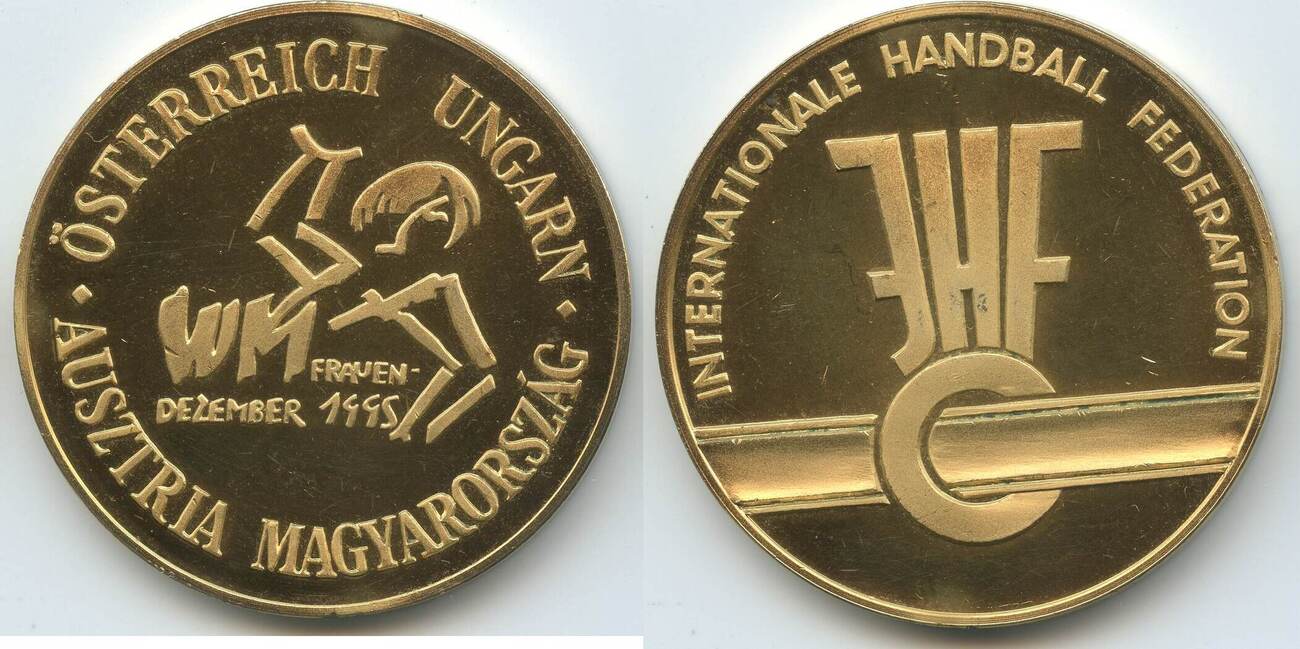 ÖSTERREICH UNGARN
AUSZTRIA MAGYARORSZÁG
WM
FRAUEN-
DEZEMBER 1995
INTERNATIONALE HANDBALL FEDERATION
IHF